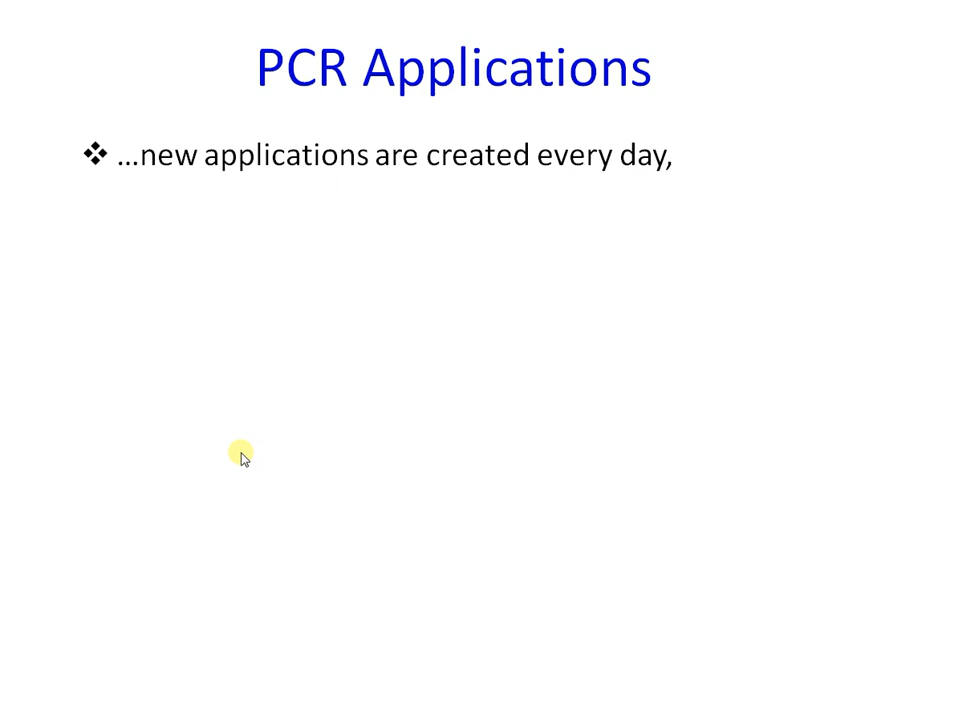 PCR Applications
❖ ...new applications are created every day,